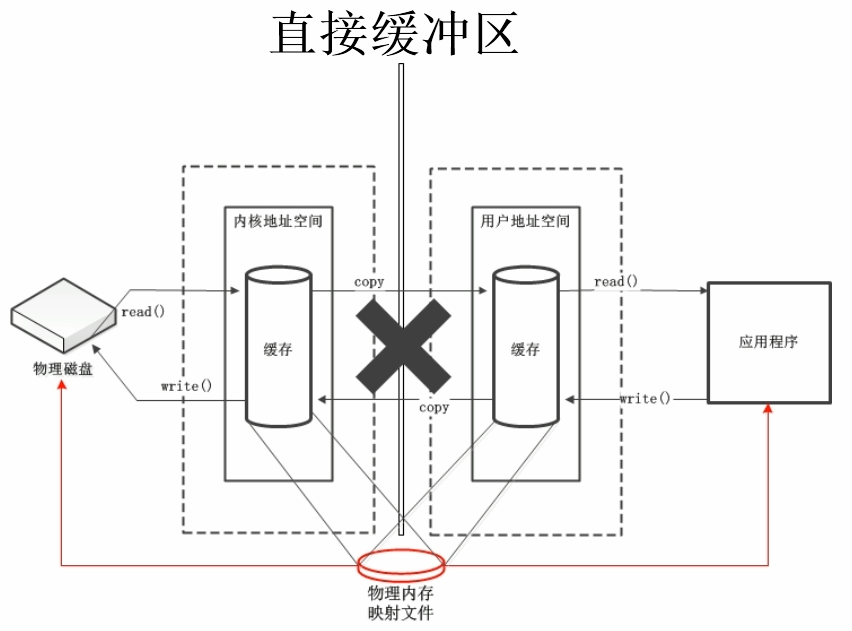 直接缓冲区
内核地址空间
用户地址空间
copy
read()
read()
缓存
缓存
应用程序
物理磁盘
write()
copy
write()
物理内存
映射文件